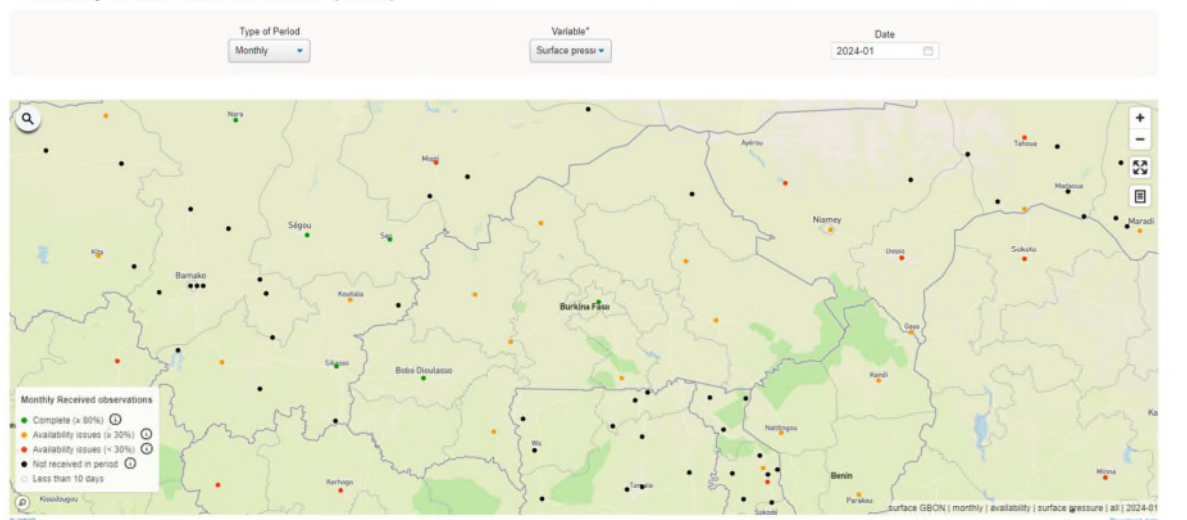 Type of Period
Variable*
Date
Monthly
Surface press
2024-01
Nara
Mopti
Ayérou
Tahoua
Madaoua
Maradi
Niamey
Ségou
San
Kita
Dosso
Sokoto
Bamako
Koutiala
Burkina Faso
Gaya
Sikasso
Bobo Dioulasso
Kandi
Monthly Received observations
Complete (≥ 80%)
Availability issues (≥ 30%)
Availability issues (< 30%)
Not received in period
Less than 10 days
Ka
Natitingou
Wa
Benin
Minna
Korhogo
Tamale
Parakou
Kissidougou
Sokodé
surface GBON | monthly | availability | surface pressure | all | 2024-01